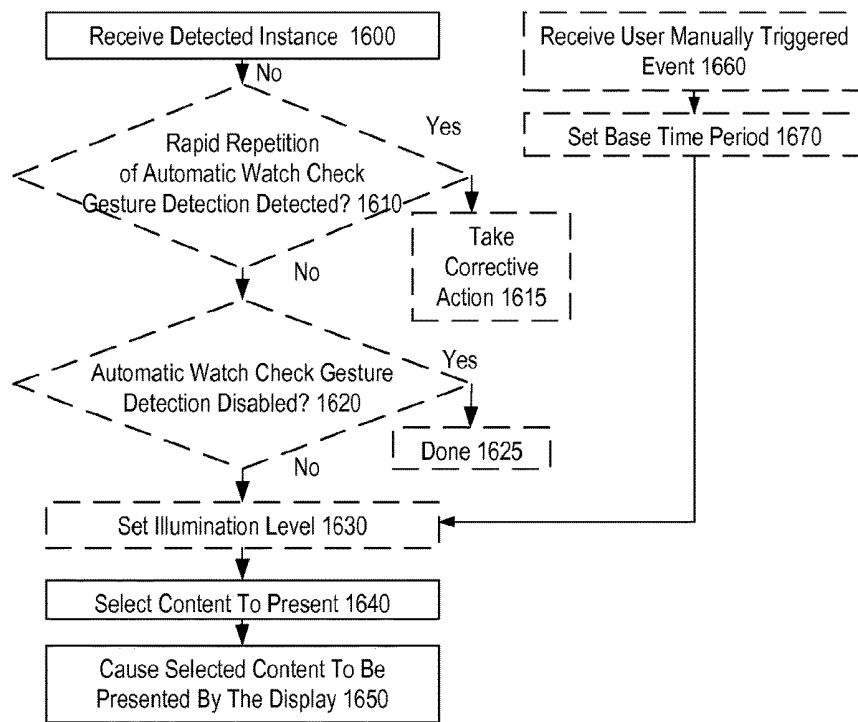 Receive Detected Instance 1600
No
Rapid Repetition
of Automatic Watch Check
Gesture Detection Detected? 1610
Yes
Take
Corrective
Action 1615
No
Automatic Watch Check Gesture
Detection Disabled? 1620
Yes
Done 1625
No
Set Illumination Level 1630
Select Content To Present 1640
Cause Selected Content To Be
Presented By The Display 1650
Receive User Manually Triggered
Event 1660
Set Base Time Period 1670